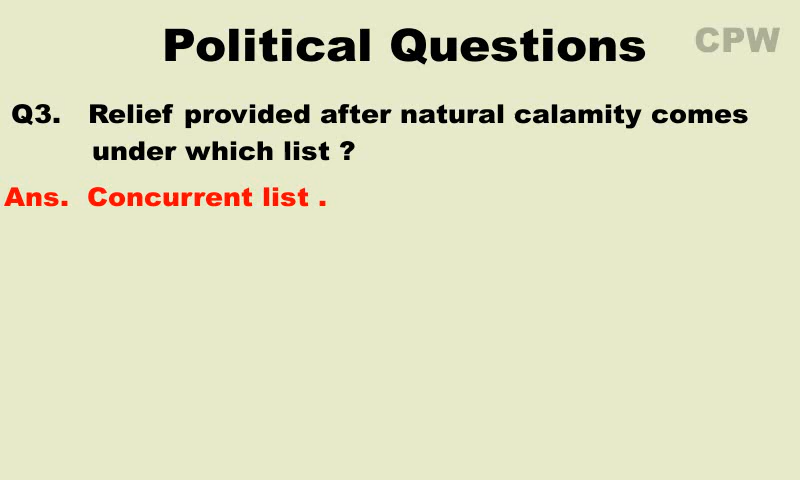 Political Questions
CPW
Q3. Relief provided after natural calamity comes
under which list ?
Ans. Concurrent list .